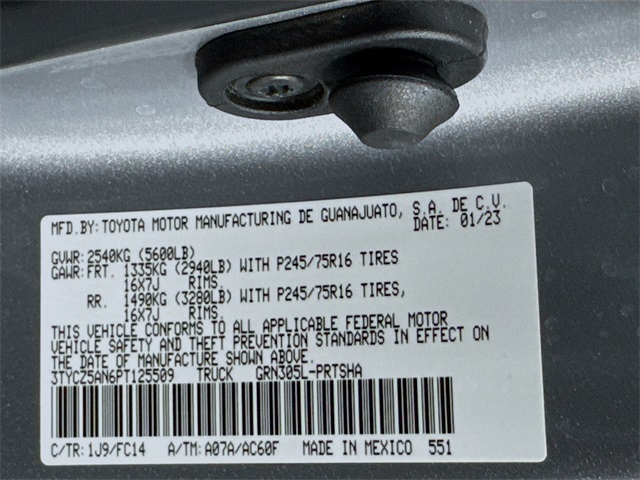 MFD.BY:TOYOTA MOTOR MANUFACTURING DE GUANAJUATO, S.A. DE C.V.
DATE: 01/23
GVWR:2540KG (5600LB)
GAWR:FRT. 1335KG (2940LB) WITH P245/75R16 TIRES
16X7J RIMS.
RR. 1490KG (3280LB) WITH P245/75R16 TIRES,
16X7J RIMS.
THIS VEHICLE CONFORMS TO ALL APPLICABLE FEDERAL MOTOR
VEHICLE SAFETY AND THEFT PREVENTION STANDARDS IN EFFECT ON
THE DATE OF MANUFACTURE SHOWN ABOVE.
3TYCZ5AN6PT125509 TRUCK GRN305L-PRTSHA
C/TR:1J9/FC14 A/TM:A07A/AC60F MADE IN MEXICO 551